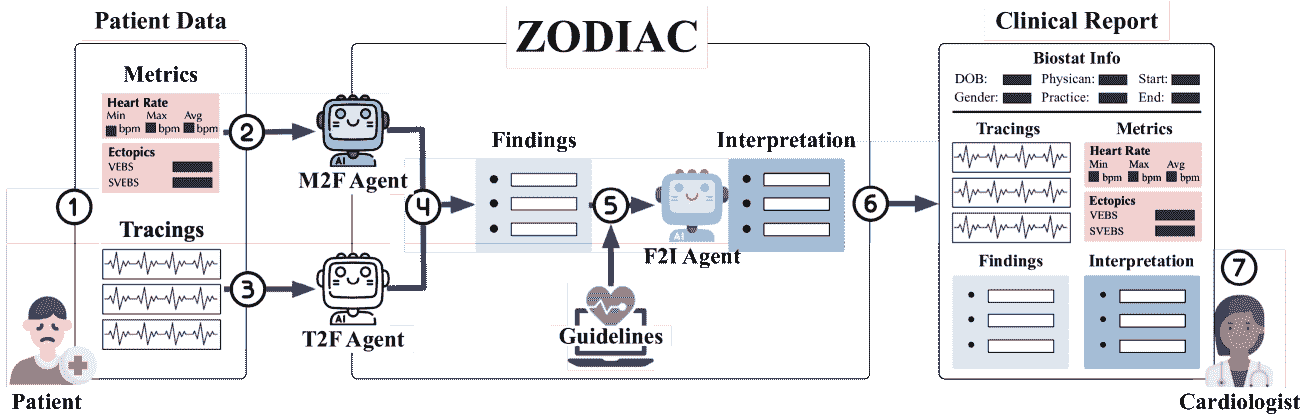 Patient Data
ZODIAC
Clinical Report
Metrics
Heart Rate
Min Max Avg
bpm bpm bpm
Ectopics
VEBS
SVEBS
1
2
Tracings
3
Patient
AI
M2F Agent
AI
T2F Agent
4
Findings
5
Guidelines
AI
F2I Agent
Interpretation
6
Biostat Info
DOB: Physican: Start:
Gender: Practice: End:
Tracings
Metrics
Heart Rate
Min Max Avg
bpm bpm bpm
Ectopics
VEBS
SVEBS
Findings
Interpretation
7
Cardiologist